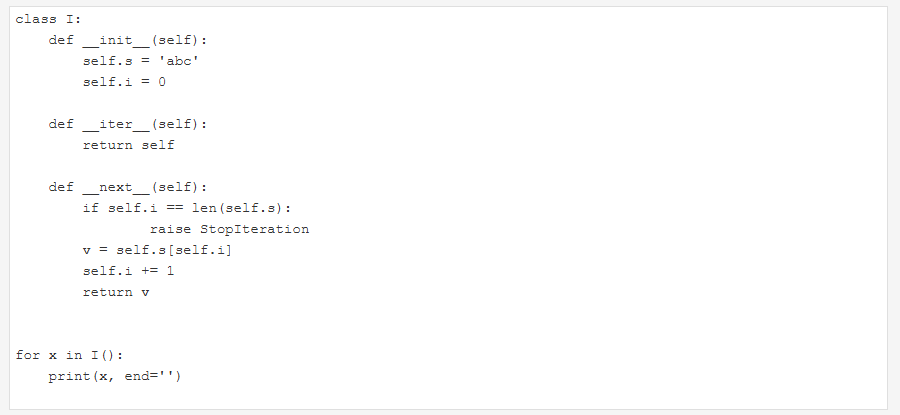 class I:
    def __init__(self):
        self.s = 'abc'
        self.i = 0

    def __iter__(self):
        return self

    def __next__(self):
        if self.i == len(self.s):
                raise StopIteration
        v = self.s[self.i]
        self.i += 1
        return v


for x in I():
    print(x, end='')